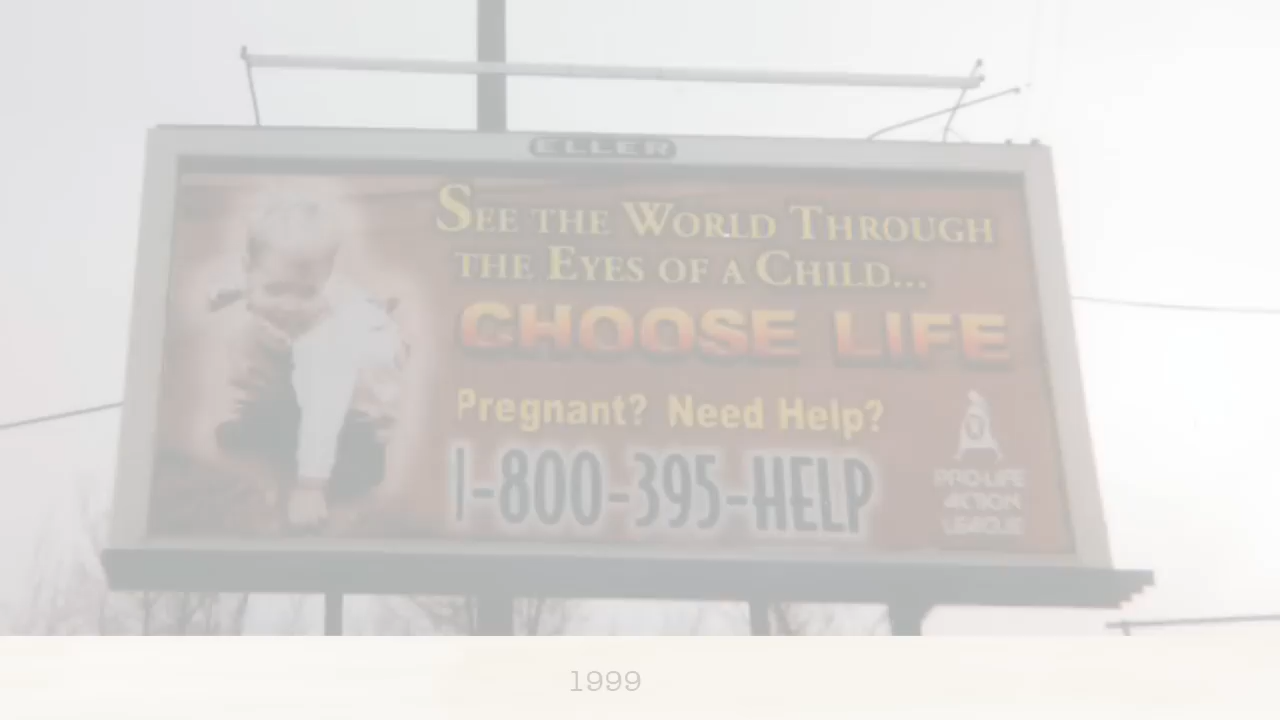 ELLER
SEE THE WORLD THROUGH
THE EYES OF A CHILD...
CHOOSE LIFE
Pregnant? Need Help?
1-800-395-HELP
PRO-LIFE
ACTION
LEAGUE
1999